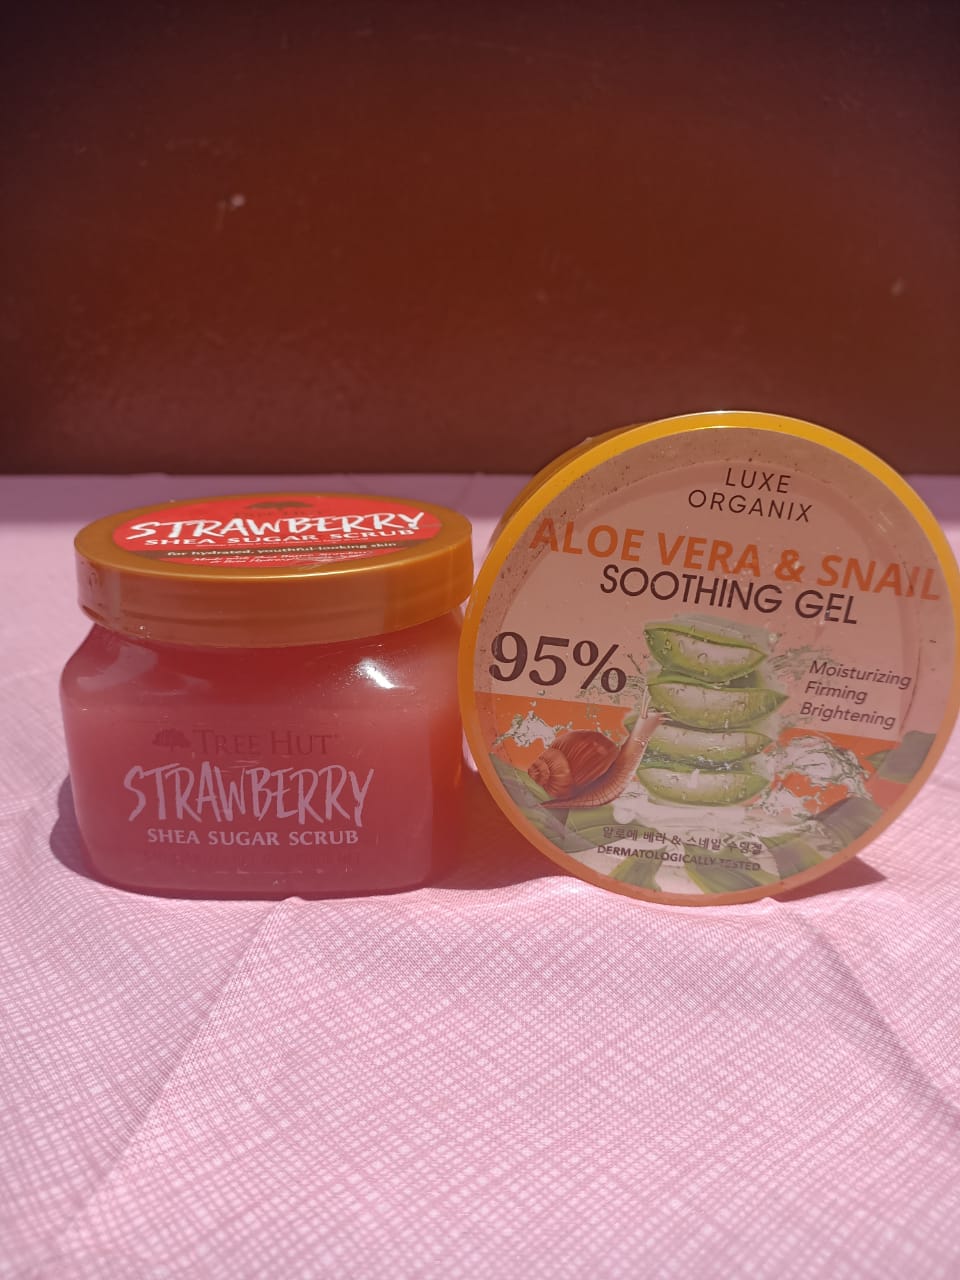 TREE HUT
STRAWBERRY
SHEA SUGAR SCRUB
for hydrated, youthful-looking skin
TREE HUT
STRAWBERRY
SHEA SUGAR SCRUB
LUXE
ORGANIX
ALOE VERA & SNAIL
SOOTHING GEL
95%
Moisturizing
Firming
Brightening
알로에 베라 & 스네일 수딩젤
DERMATOLOGICALLY TESTED